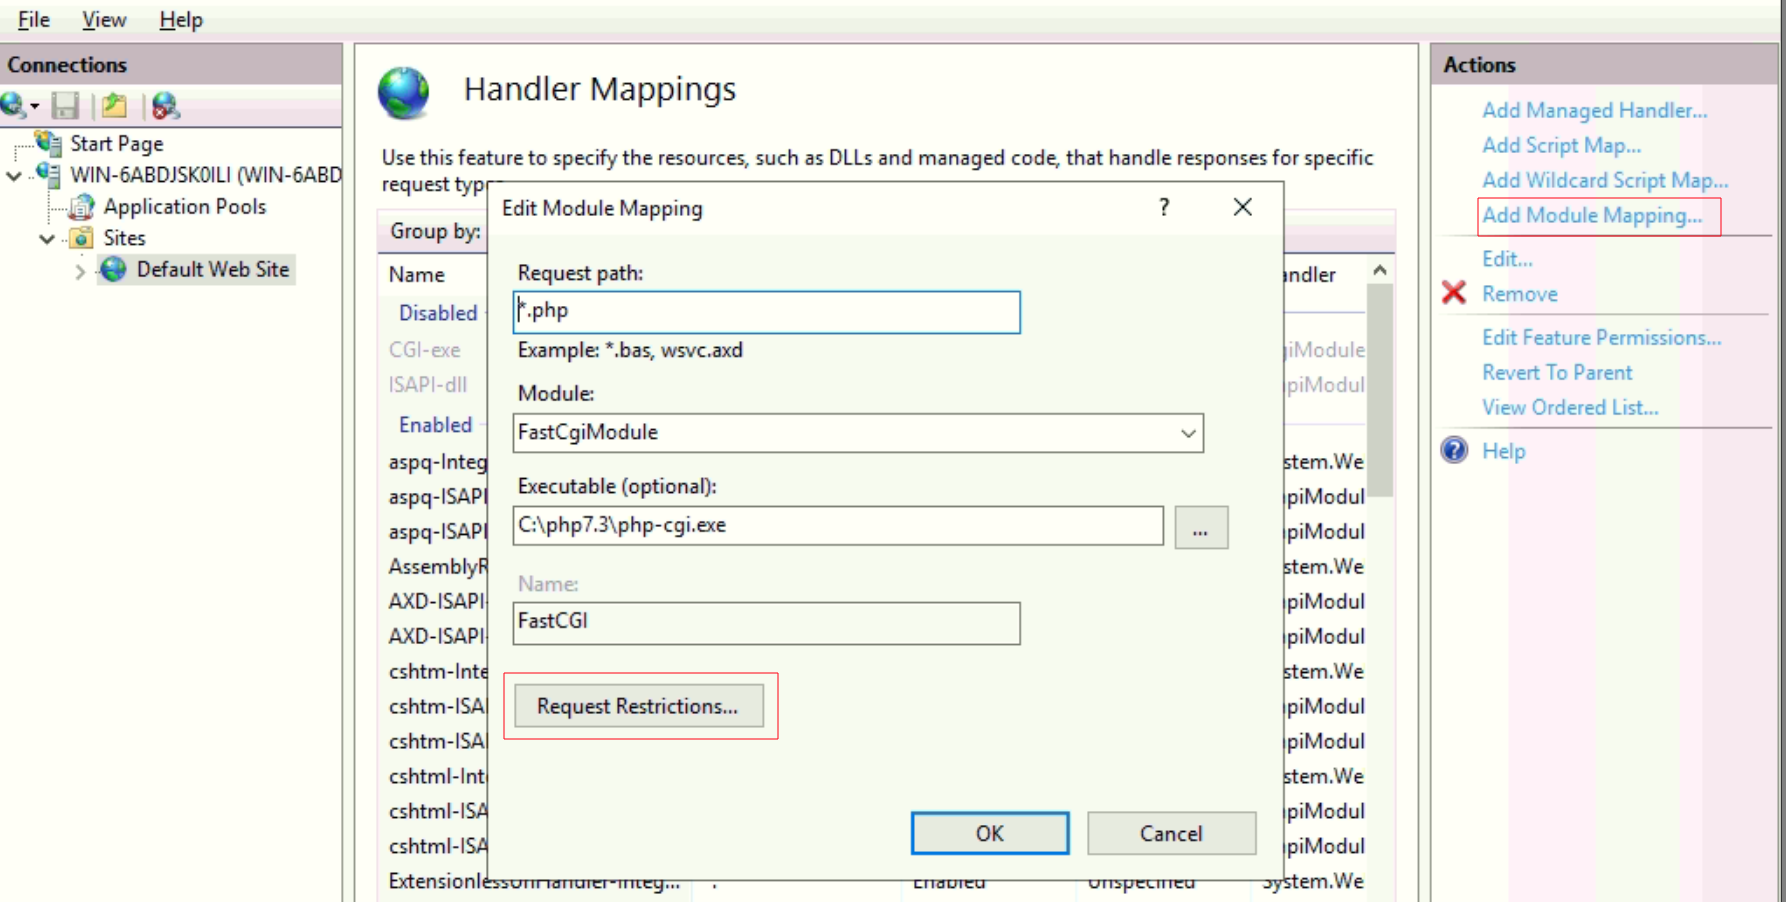 File View Help
Connections
Start Page
WIN-6ABDJSK0ILI (WIN-6ABD
Application Pools
Sites
Default Web Site
Handler Mappings
Use this feature to specify the resources, such as DLLs and managed code, that handle responses for specific
request types
Group by:
Name
andler
Disabled
CGI-exe
giModule
ISAPI-dll
piModul
Enabled
aspq-Integ
stem.We
aspq-ISAPI
piModul
aspq-ISAPI
piModul
AssemblyR
stem.We
AXD-ISAPI-
piModul
AXD-ISAPI-
piModul
cshtm-Inte
stem.We
cshtm-ISA
piModul
cshtm-ISA
piModul
cshtml-Int
stem.We
cshtml-ISA
piModul
cshtml-ISA
piModul
ExtensionlessUrlHandler-Integ... *. Enabled Unspecified System.We
Edit Module Mapping
?
Request path:
*.php
Example: *.bas, wsvc.axd
Module:
FastCgiModule
Executable (optional):
C:\php7.3\php-cgi.exe
...
Name:
FastCGI
Request Restrictions...
OK Cancel
Actions
Add Managed Handler...
Add Script Map...
Add Wildcard Script Map...
Add Module Mapping...
Edit...
Remove
Edit Feature Permissions...
Revert To Parent
View Ordered List...
? Help